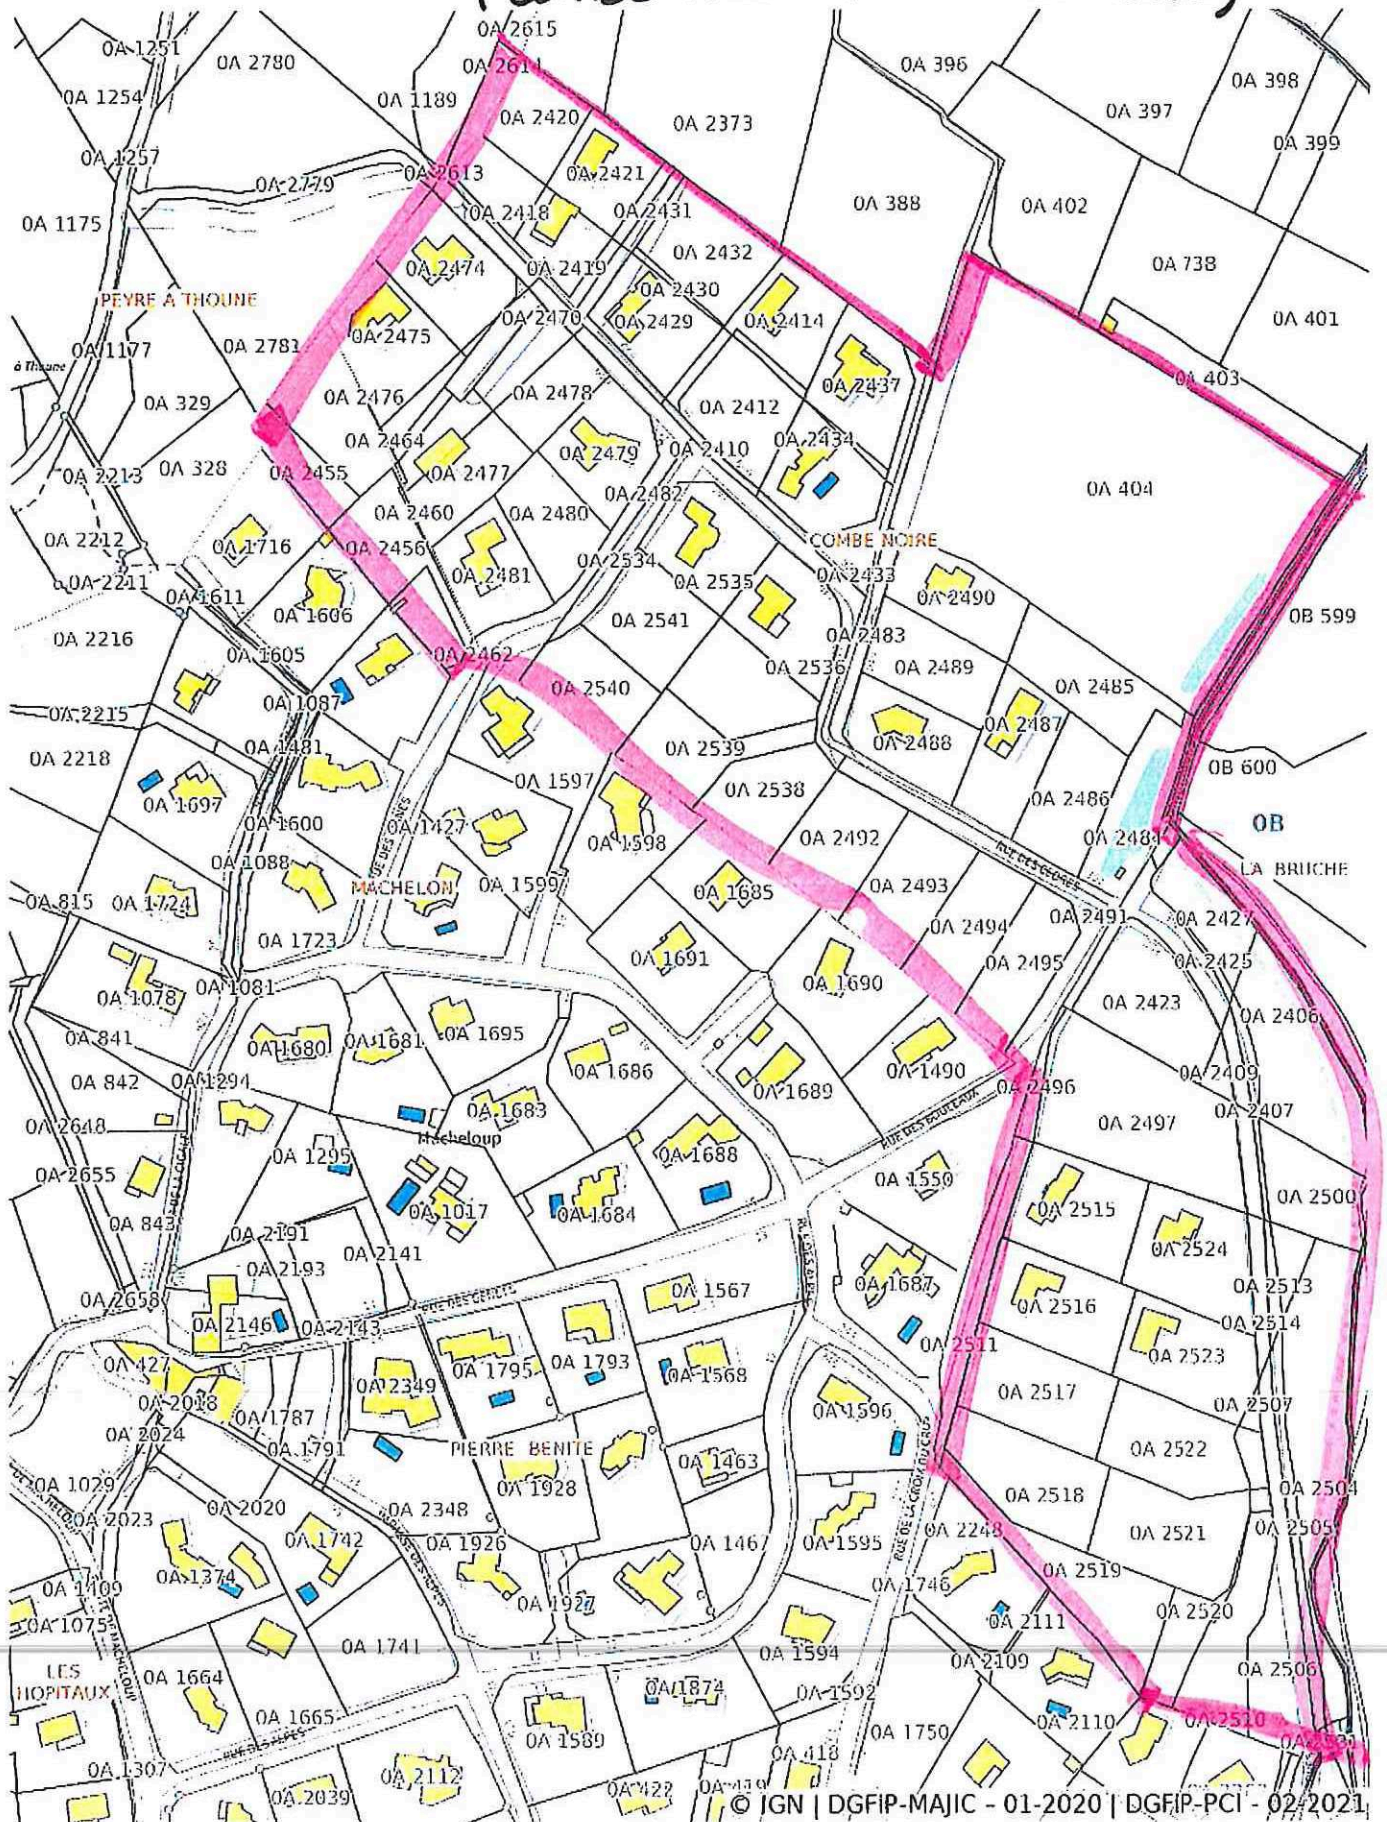 0A 2615
0A 1251
0A 2780
0A 2614
0A 396
0A 398
0A 1254
0A 1189
0A 2420
0A 2373
0A 397
0A 399
0A 1257
0A 2613
0A 2421
0A 2779
0A 388
0A 402
0A 1175
0A 2418
0A 2431
0A 2432
0A 738
0A 2474
0A 2419
0A 2430
PEYRE A THOUNE
0A 2470
0A 2429
0A 2414
0A 401
0A 1177
0A 2781
0A 2475
à Thoune
0A 2437
0A 403
0A 329
0A 2476
0A 2478
0A 2412
0A 2464
0A 2434
0A 2213
0A 328
0A 2455
0A 2477
0A 2479
0A 2410
0A 404
0A 2482
0A 2460
0A 2480
0A 2212
0A 1716
0A 2456
COMBE NOIRE
0A 2211
0A 2481
0A 2534
0A 2535
0A 2433
0A 1611
0A 1606
0A 2490
0B 599
0A 2216
0A 2541
0A 2483
0A 1605
0A 2462
0A 2536
0A 2489
0A 2540
0A 2485
0A 2215
0A 1087
0A 2487
0A 2218
0A 1481
0A 2539
0A 2488
0B 600
0A 1697
0A 1597
0A 2538
0A 2486
0A 1600
0A 1427
0A 1598
0A 2492
0A 2484
0B
RUE DES CEDRES
0A 1088
MACHELON
0A 1599
0A 1685
0A 2493
LA BRUCHE
0A 815
0A 1724
0A 2494
0A 2491
0A 2427
0A 1723
0A 1691
0A 2495
0A 2425
0A 1078
0A 1081
0A 1690
0A 2423
0A 2406
0A 841
0A 1680
0A 1681
0A 1695
0A 842
0A 1294
0A 1686
0A 1689
0A 1490
0A 2496
0A 2409
0A 2648
0A 1683
0A 2497
0A 2407
Macheloup
RUE DES BOULEAUX
0A 1295
0A 1688
0A 2655
0A 1550
0A 2500
0A 843
0A 1017
0A 1684
0A 2515
0A 2191
0A 2141
0A 2524
0A 2193
0A 1687
0A 2513
0A 2658
0A 1567
0A 2516
0A 2146
0A 2143
0A 2514
0A 427
0A 1795
0A 1793
0A 1568
0A 2511
0A 2523
0A 2349
0A 2517
0A 2018
0A 1787
0A 1596
0A 2507
0A 2024
0A 1791
PIERRE BENITE
0A 1463
0A 2522
0A 1029
0A 1928
0A 2518
0A 2504
0A 2023
0A 2020
0A 2348
RUE DE LA CROIX DU CRIS
0A 1742
0A 1926
0A 1467
0A 1595
0A 2248
0A 2521
0A 2505
0A 1409
0A 1374
0A 2519
0A 1927
0A 1746
0A 1075
0A 2111
0A 2520
0A 1741
0A 1594
LES
HOPITAUX
0A 1664
0A 2109
0A 2506
0A 1874
0A 1592
0A 1665
0A 2110
0A 1589
0A 1750
RUE DES ALPES
0A 1307
0A 2112
0A 418
0A 2039
0A 422
0A 419
© IGN | DGFIP-MAJIC - 01-2020 | DGFIP-PCI - 02-2021